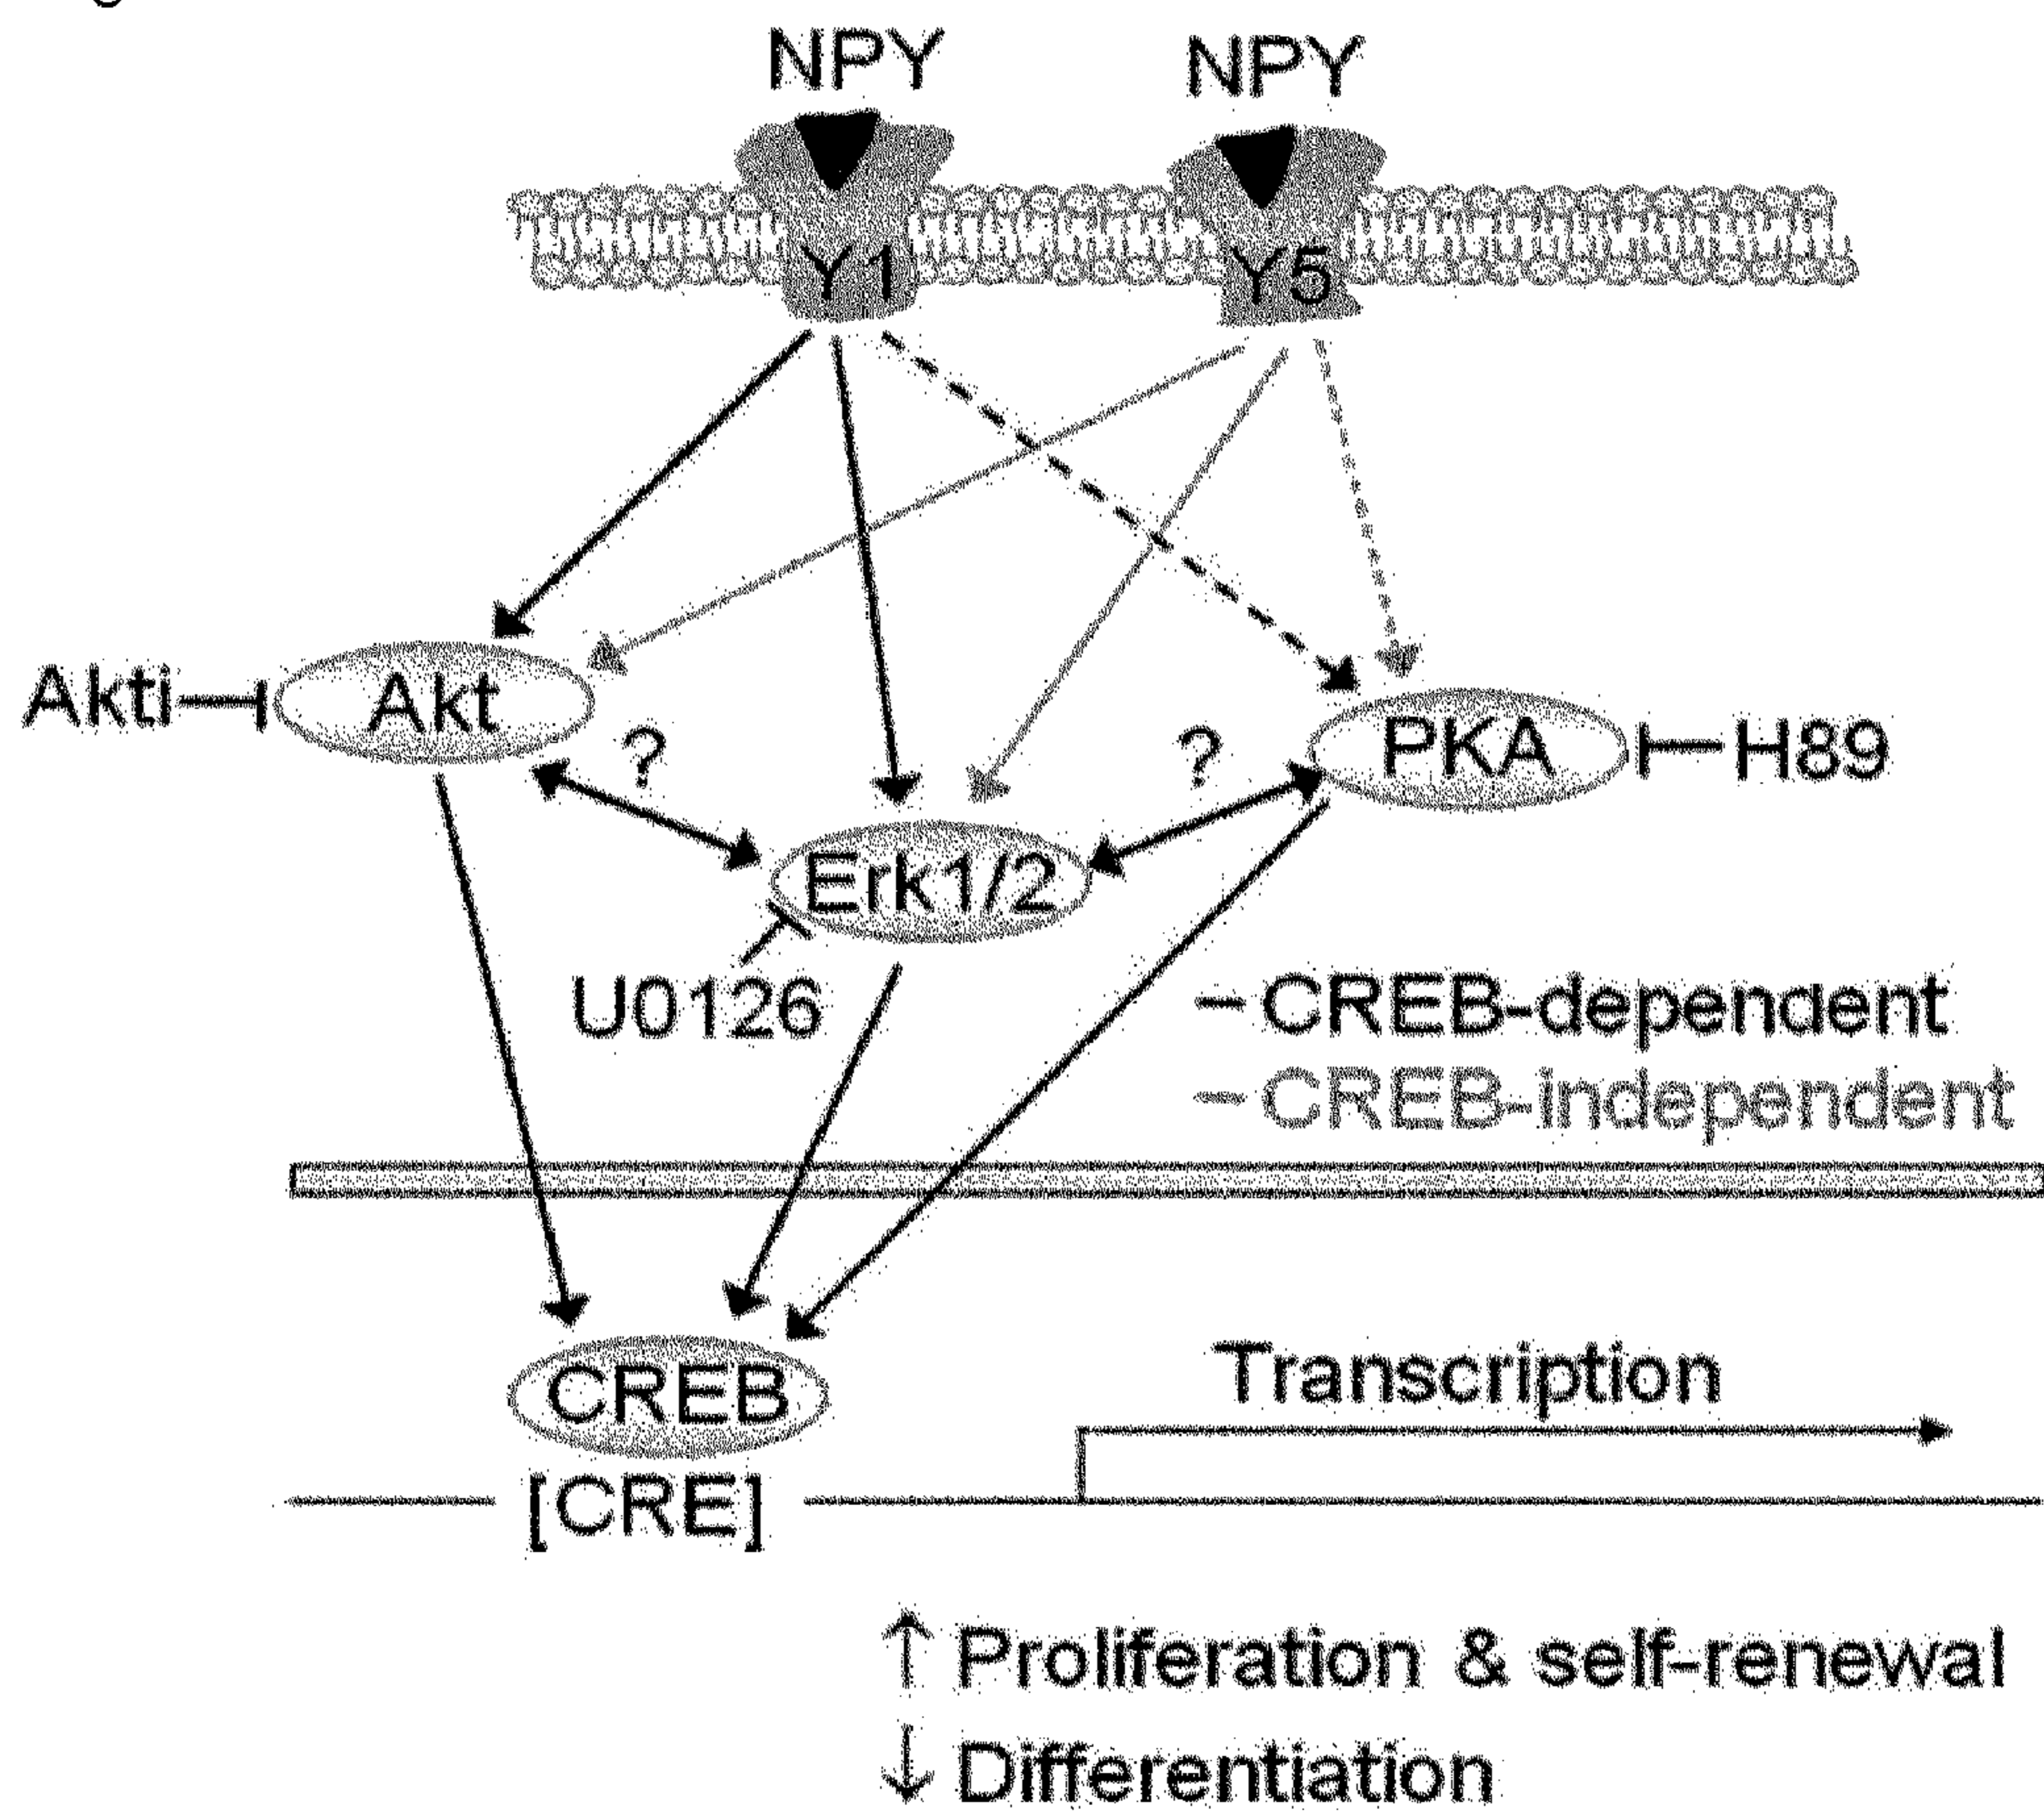 NPY NPY
Y1 Y5
Akti Akt ? ? PKA H89
Erk1/2
U0126
CREB-dependent
CREB-independent
CREB
Transcription
[CRE]
↑ Proliferation & self-renewal
↓ Differentiation